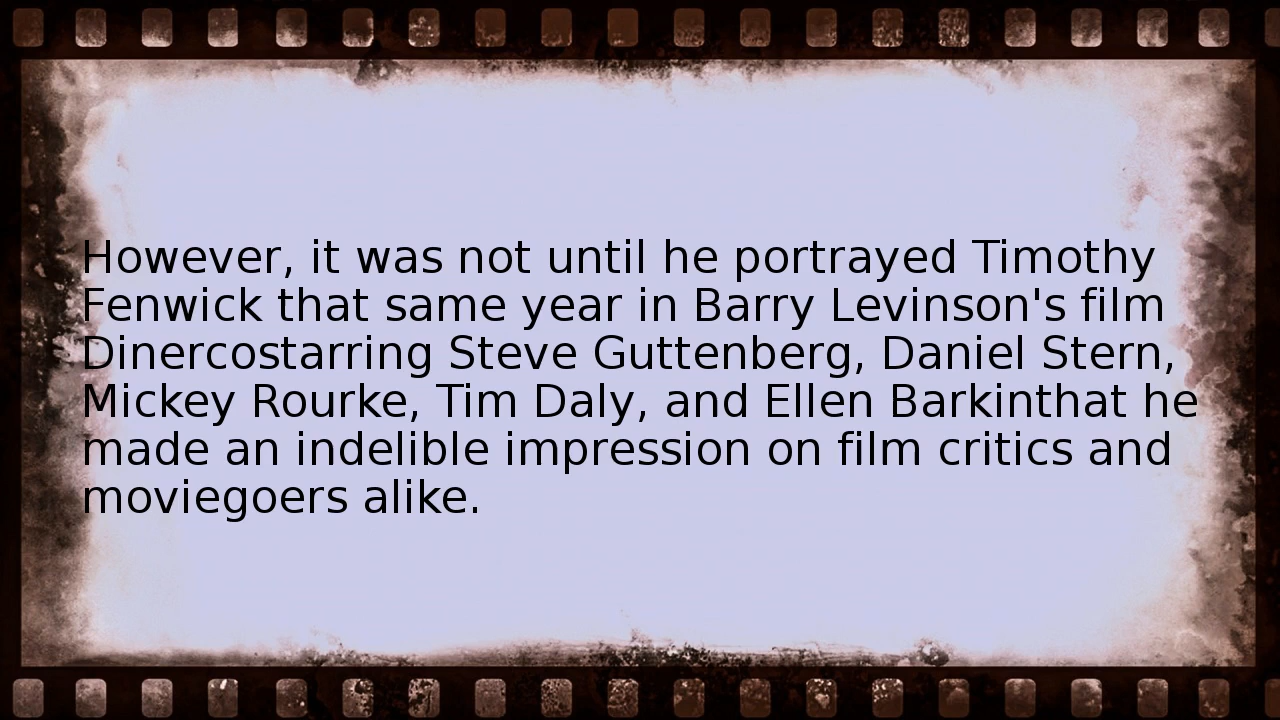 However, it was not until he portrayed Timothy
Fenwick that same year in Barry Levinson's film
Dinercostarring Steve Guttenberg, Daniel Stern,
Mickey Rourke, Tim Daly, and Ellen Barkinthat he
made an indelible impression on film critics and
moviegoers alike.